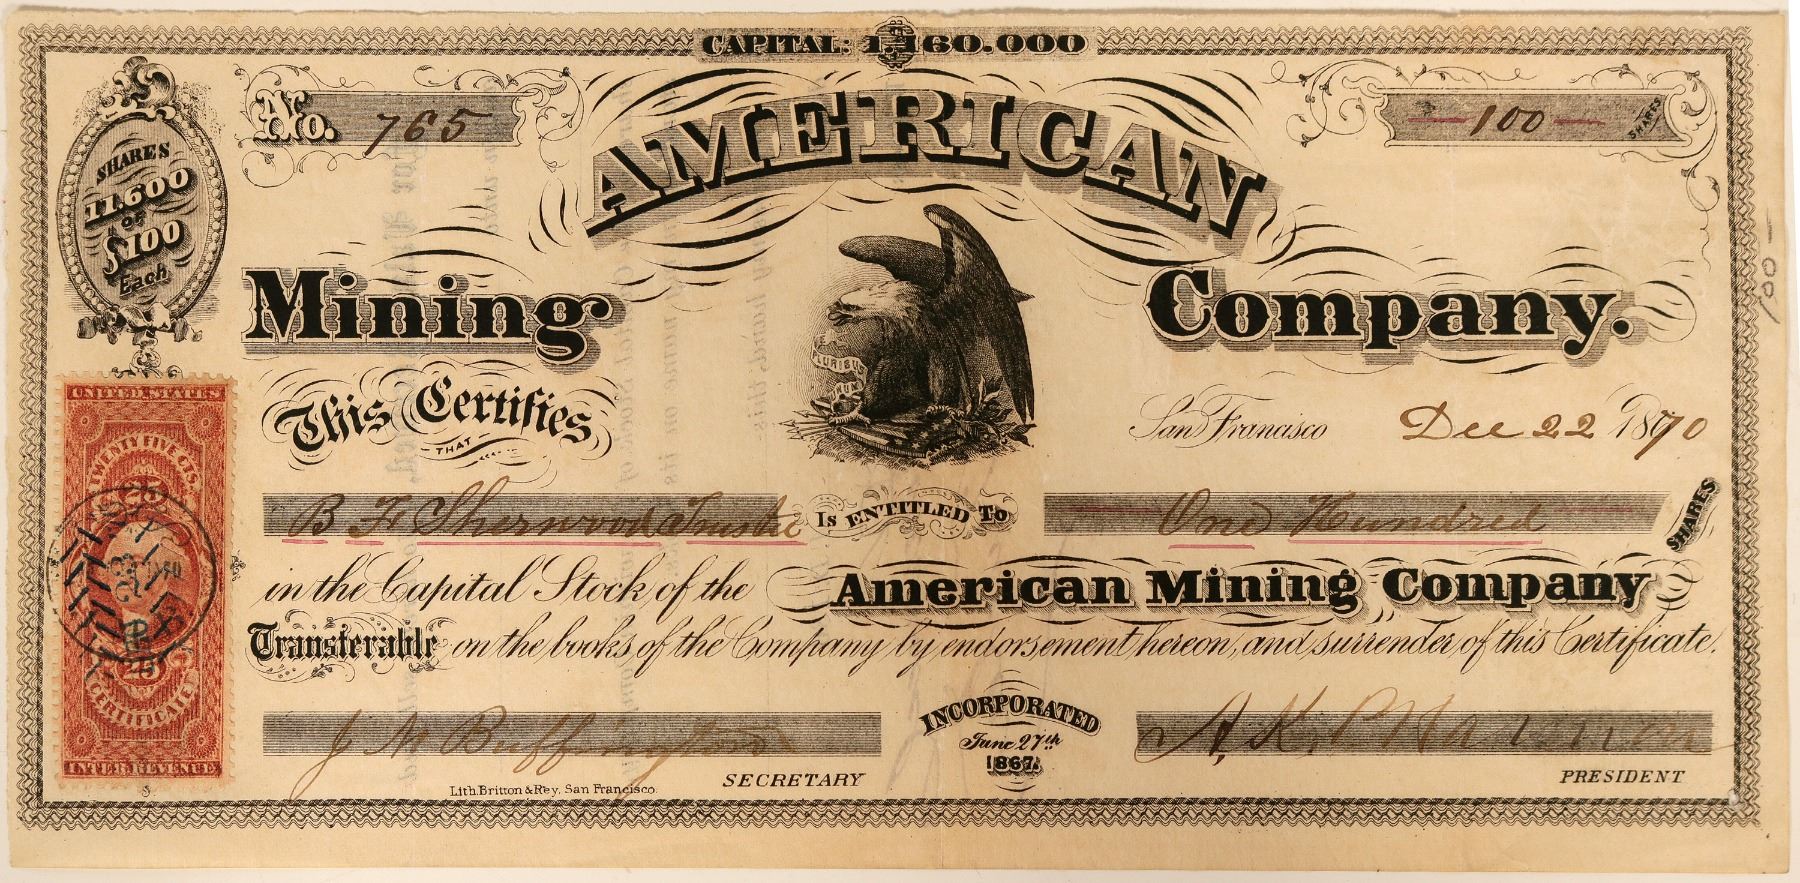 CAPITAL: 1,160.000
No. 765
100 SHARES
SHARES
11.600
OF
$100
Each
AMERICAN
Mining Company.
E PLURIBUS UNUM
This Certifies
THAT
San Francisco Dec 22 1870
B F Sherwood Trustee Is ENTITLED To One Hundred SHARES
in the Capital Stock of the American Mining Company
Transferable on the books of the Company by endorsement hereon, and surrender of this Certificate.
INCORPORATED
June 27th
1867.
J M Buffington
SECRETARY
PRESIDENT
Lith. Britton & Rey. San Francisco.
UNITED STATES
TWENTY FIVE CTS.
25
25
CERTIFICATE
INTER. REVENUE
100